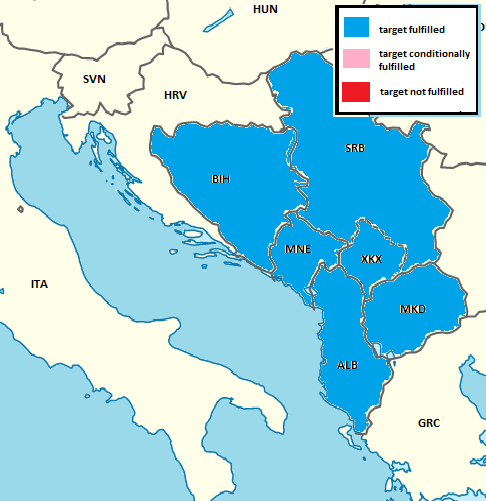 HUN
target fulfilled
target conditionally
fulfilled
target not fulfilled
SVN
HRV
SRB
BIH
MNE
XKX
ITA
MKD
ALB
GRC